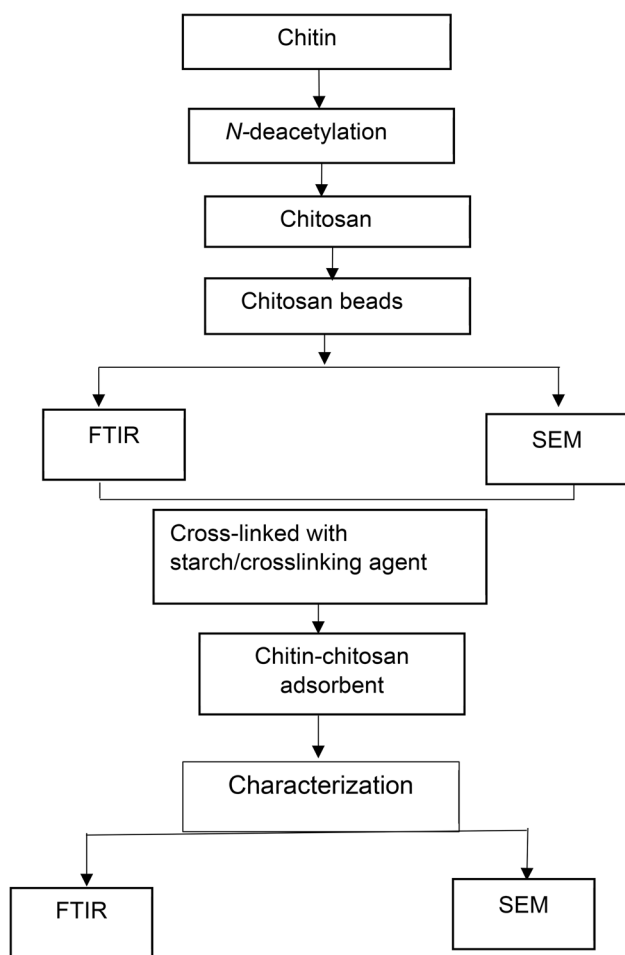 Chitin
N-deacetylation
Chitosan
Chitosan beads
FTIR
SEM
Cross-linked with
starch/crosslinking agent
Chitin-chitosan
adsorbent
Characterization
FTIR
SEM